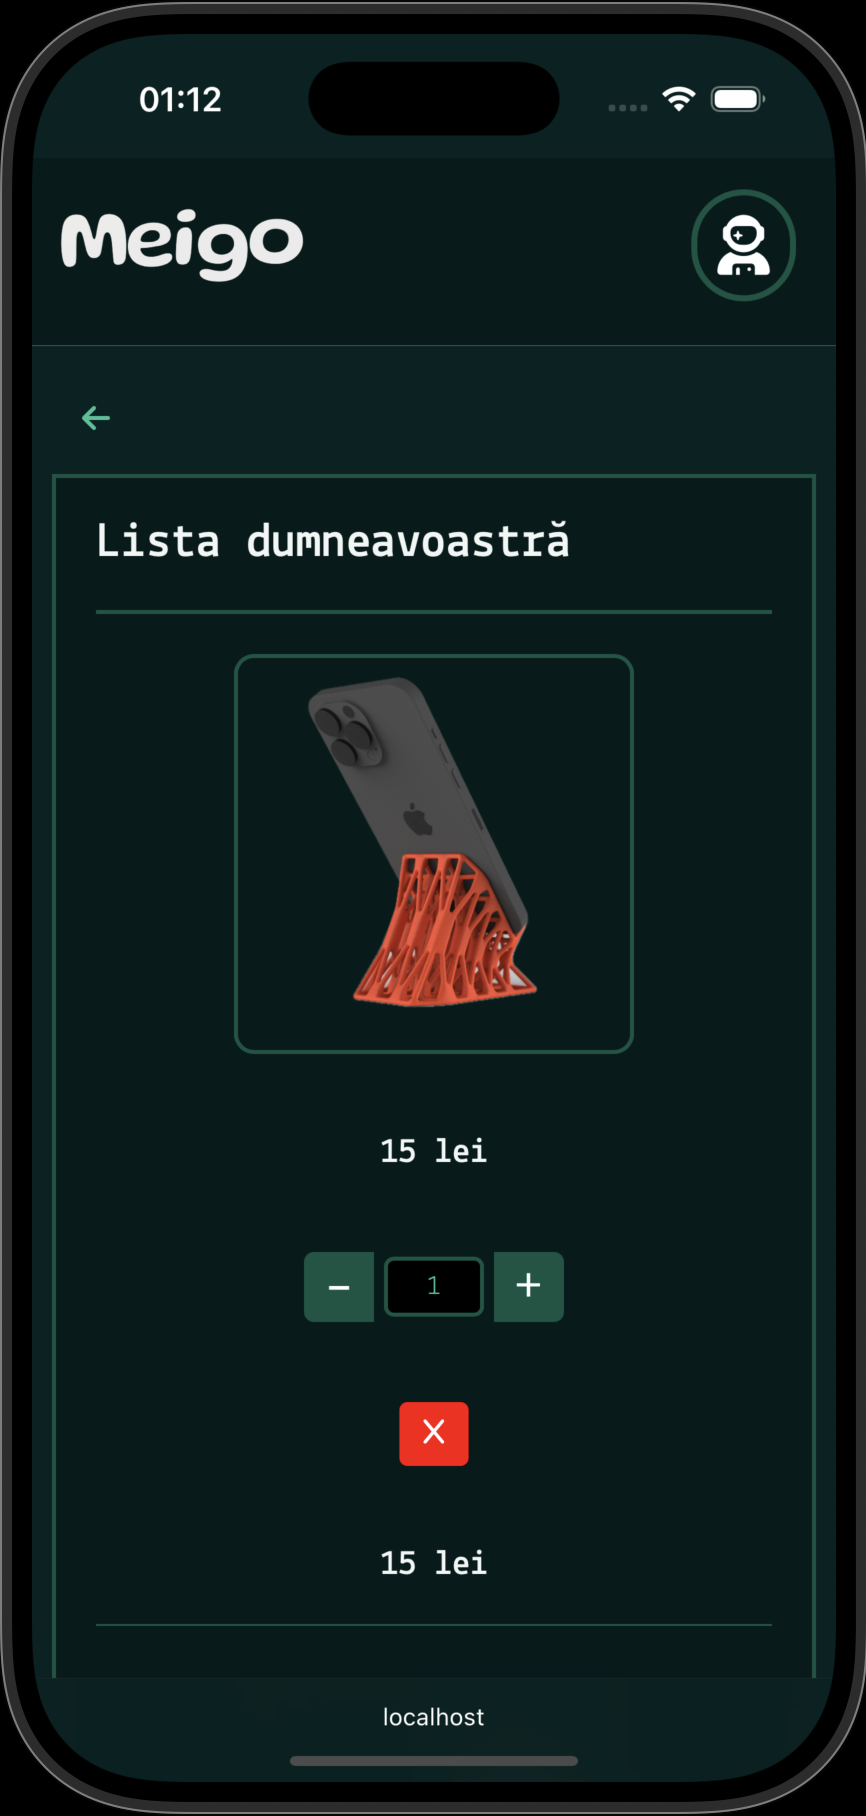 01:12
Meigo
Lista dumneavoastră
15 lei
- 1 +
X
15 lei
localhost